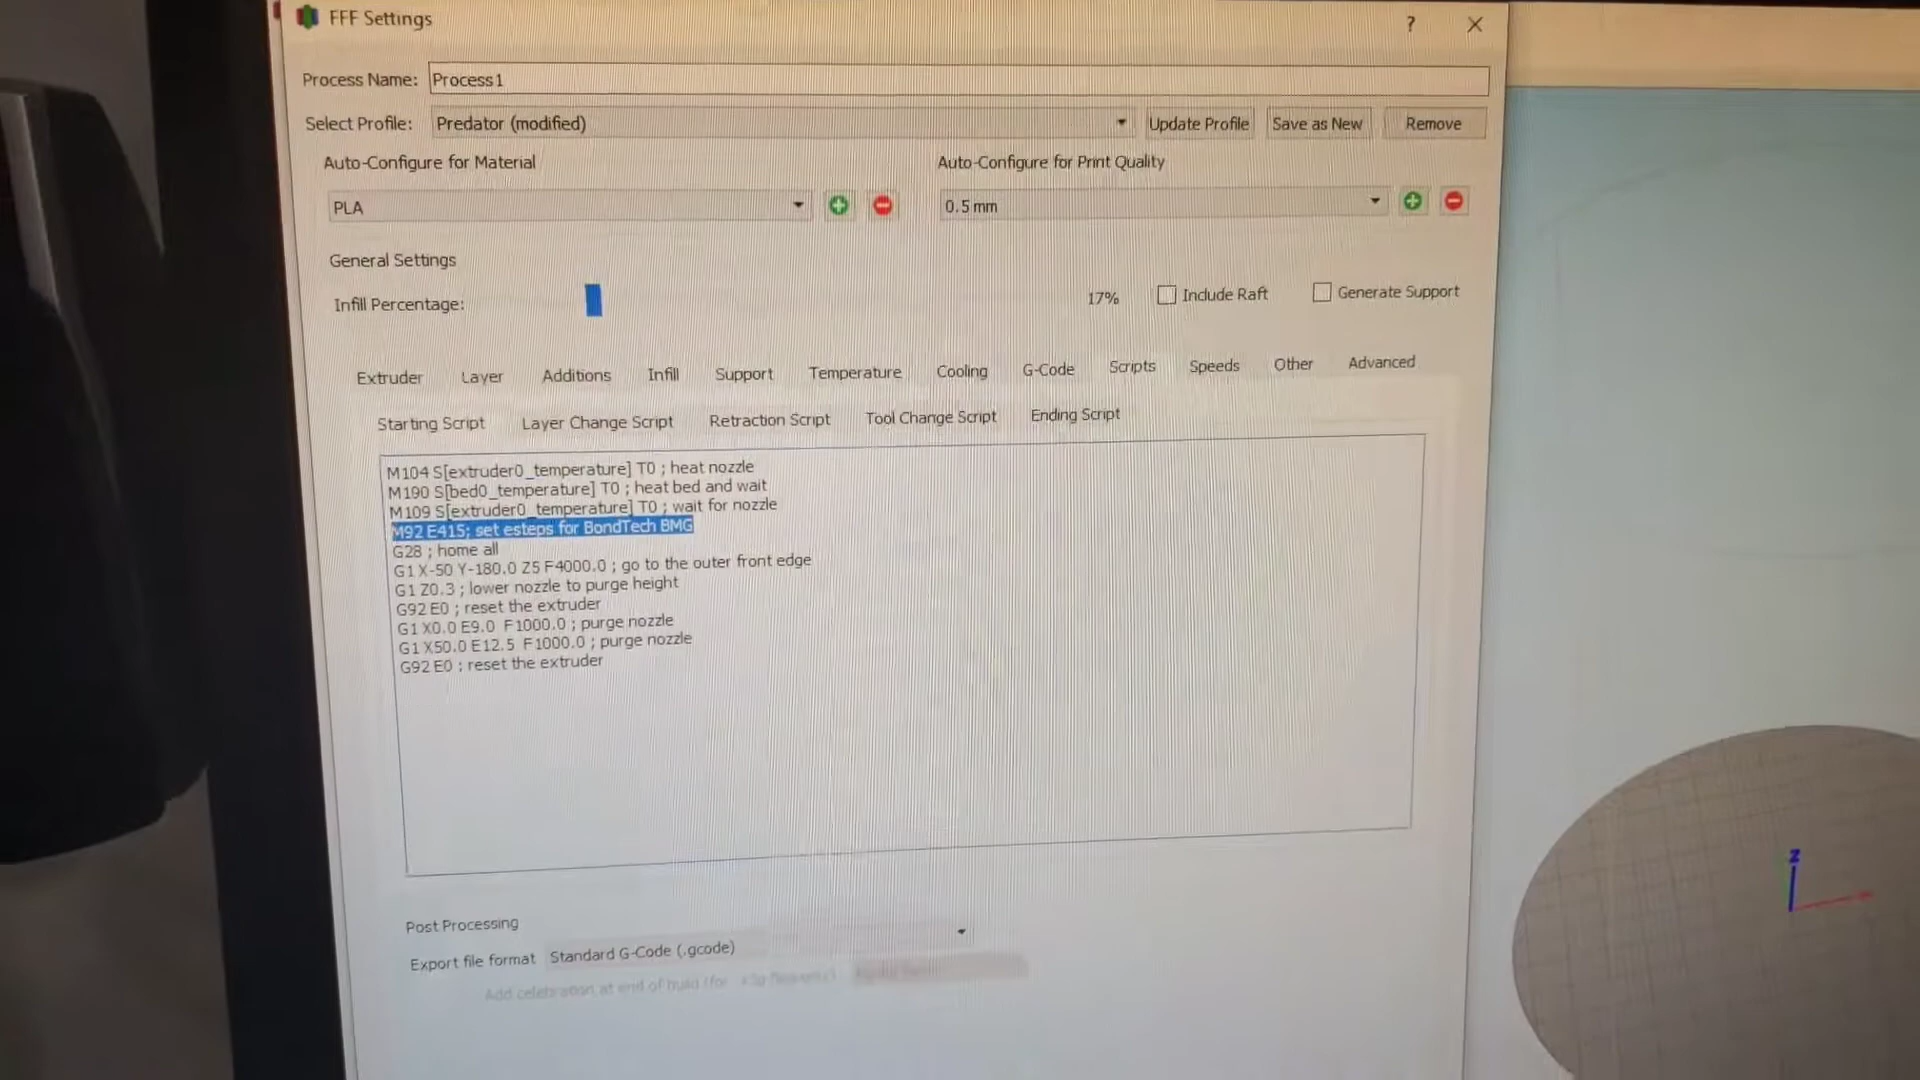 FFF Settings ?
Process Name: Process1
Select Profile: Predator (modified) Update Profile Save as New Remove
Auto-Configure for Material Auto-Configure for Print Quality
PLA 0.5 mm
General Settings
Infill Percentage: 17% Include Raft Generate Support
Extruder Layer Additions Infill Support Temperature Cooling G-Code Scripts Speeds Other Advanced
Starting Script Layer Change Script Retraction Script Tool Change Script Ending Script
M104 S[extruder0_temperature] T0 ; heat nozzle
M190 S[bed0_temperature] T0 ; heat bed and wait
M109 S[extruder0_temperature] T0 ; wait for nozzle
M92 E415; set esteps for BondTech BMG
G28 ; home all
G1 X-50 Y-180.0 Z5 F4000.0 ; go to the outer front edge
G1 Z0.3 ; lower nozzle to purge height
G92 E0 ; reset the extruder
G1 X0.0 E9.0 F1000.0 ; purge nozzle
G1 X50.0 E12.5 F1000.0 ; purge nozzle
G92 E0 ; reset the extruder
Z
Post Processing
Export file format Standard G-Code (.gcode)
Add celebration at end of build (for